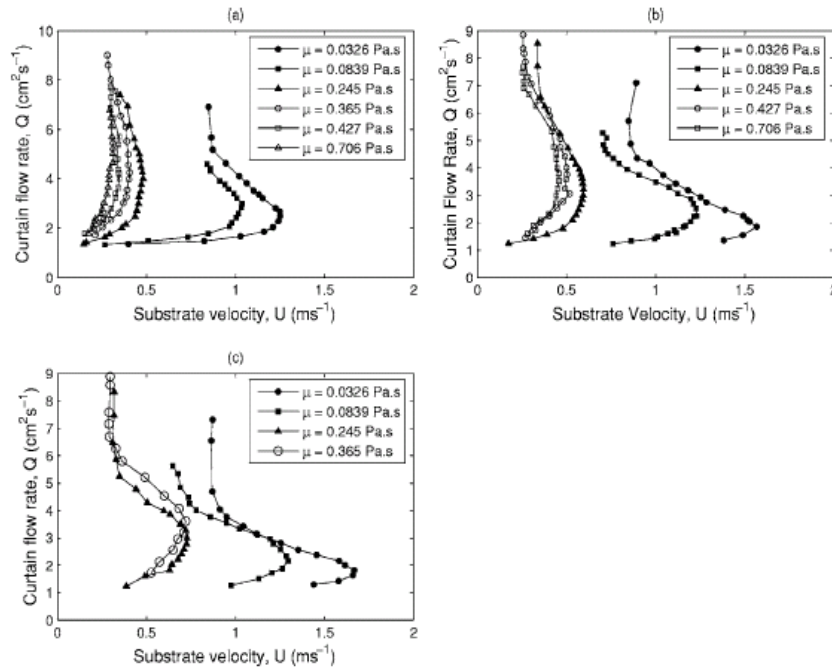 (a)
Curtain flow rate, Q (cm²s⁻¹)
10
8
6
4
2
0
μ = 0.0326 Pa.s
μ = 0.0839 Pa.s
μ = 0.245 Pa.s
μ = 0.365 Pa.s
μ = 0.427 Pa.s
μ = 0.706 Pa.s
0 0.5 1 1.5 2
Substrate velocity, U (ms⁻¹)
(b)
Curtain Flow Rate, Q (cm²s⁻¹)
9
8
7
6
5
4
3
2
1
0
μ = 0.0326 Pa.s
μ = 0.0839 Pa.s
μ = 0.245 Pa.s
μ = 0.427 Pa.s
μ = 0.706 Pa.s
0 0.5 1 1.5 2
Substrate Velocity, U (ms⁻¹)
(c)
Curtain flow rate, Q (cm²s⁻¹)
9
8
7
6
5
4
3
2
1
0
μ = 0.0326 Pa.s
μ = 0.0839 Pa.s
μ = 0.245 Pa.s
μ = 0.365 Pa.s
0 0.5 1 1.5 2
Substrate velocity, U (ms⁻¹)